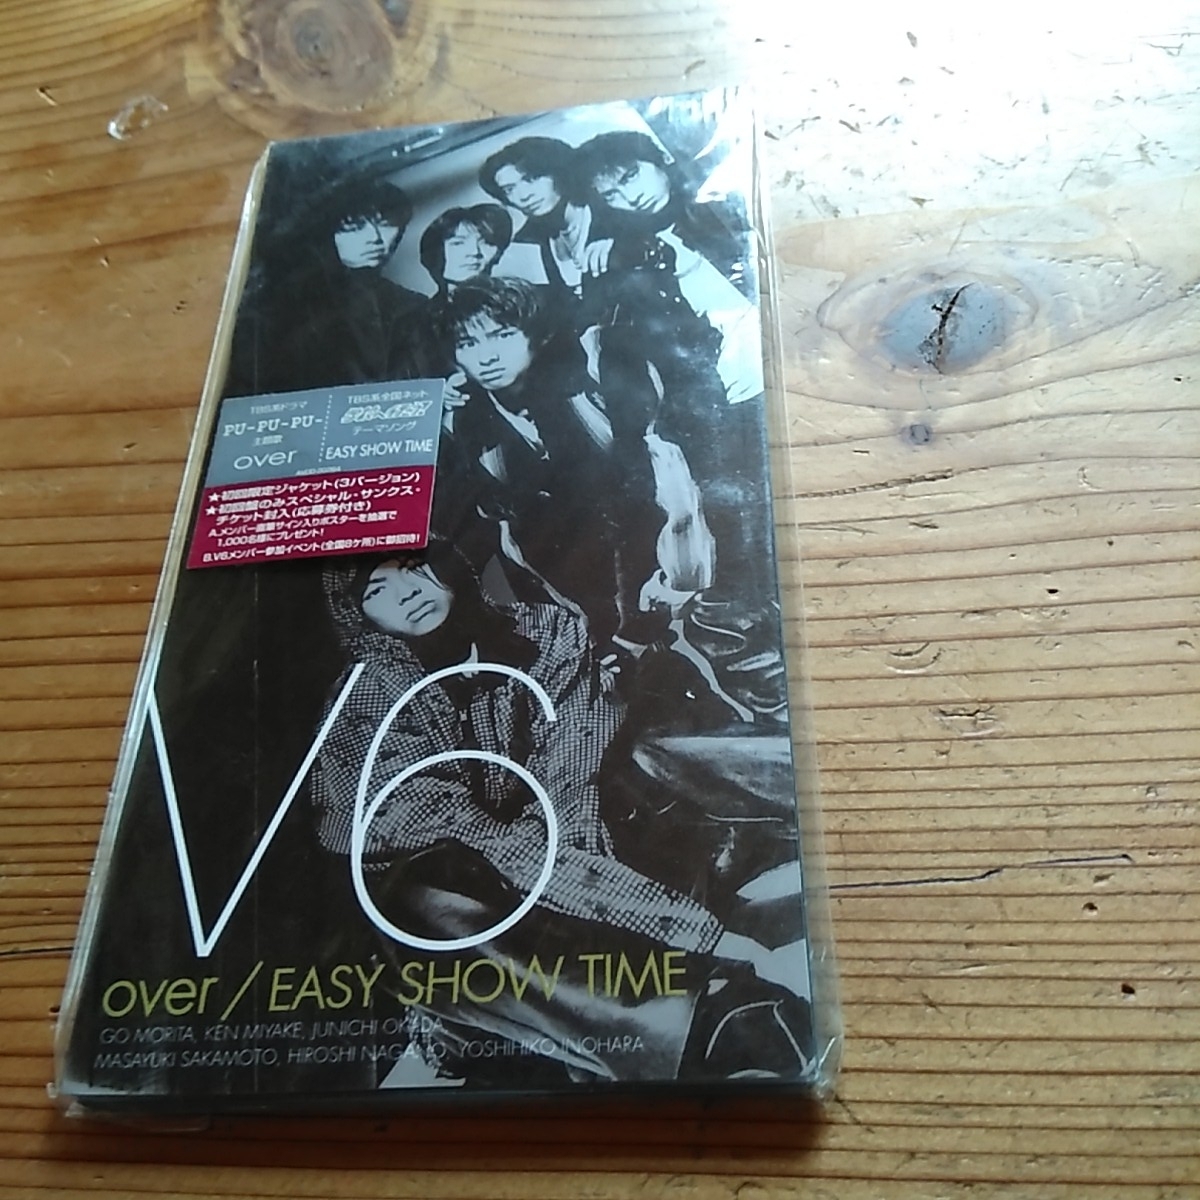 TBS系ドラマ
PU-PU-PU-
主題歌
over
TBS系全国ネット
テーマソング
EASY SHOW TIME
★初回限定ジャケット(3バージョン)
★初回盤のみスペシャル・サンクス・
チケット封入(応募券付き)
A.メンバー直筆サイン入りポスターを抽選で
1,000名様にプレゼント!
B.V6メンバー参加イベント(全国8ヶ所)に御招待!
V6
over / EASY SHOW TIME
GO MORITA, KEN MIYAKE, JUNICHI OKADA,
MASAYUKI SAKAMOTO, HIROSHI NAGANO, YOSHIHIKO INOHARA